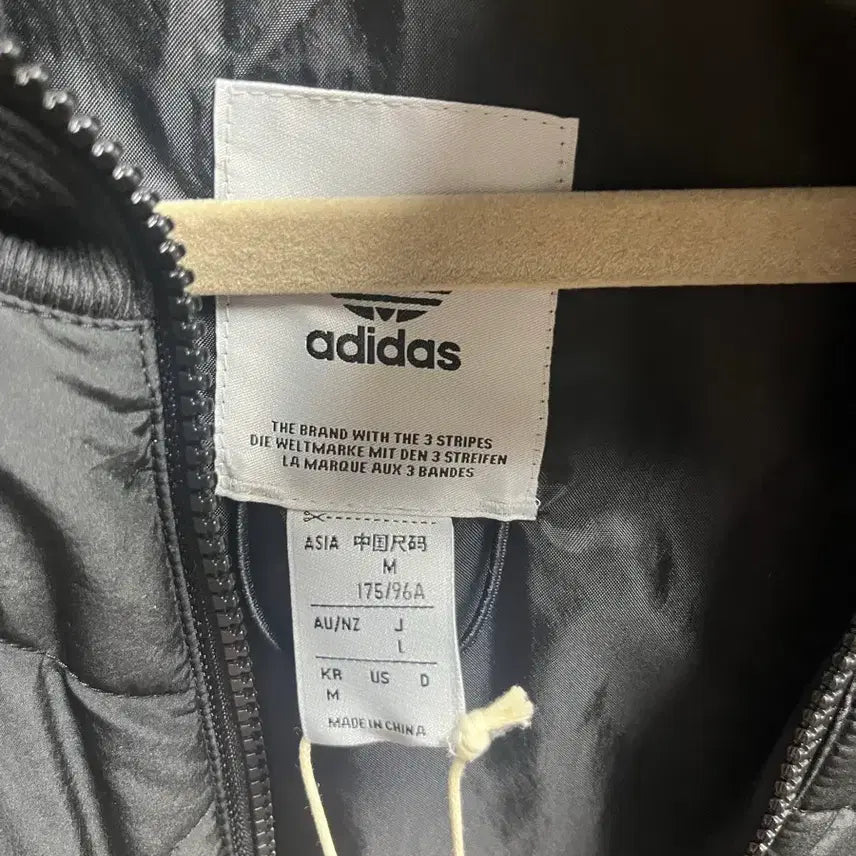 adidas
THE BRAND WITH THE 3 STRIPES
DIE WELTMARKE MIT DEN 3 STREIFEN
LA MARQUE AUX 3 BANDES
ASIA 中国尺码
M
175/96A
AU/NZ J
L
KR US D
M
MADE IN CHINA